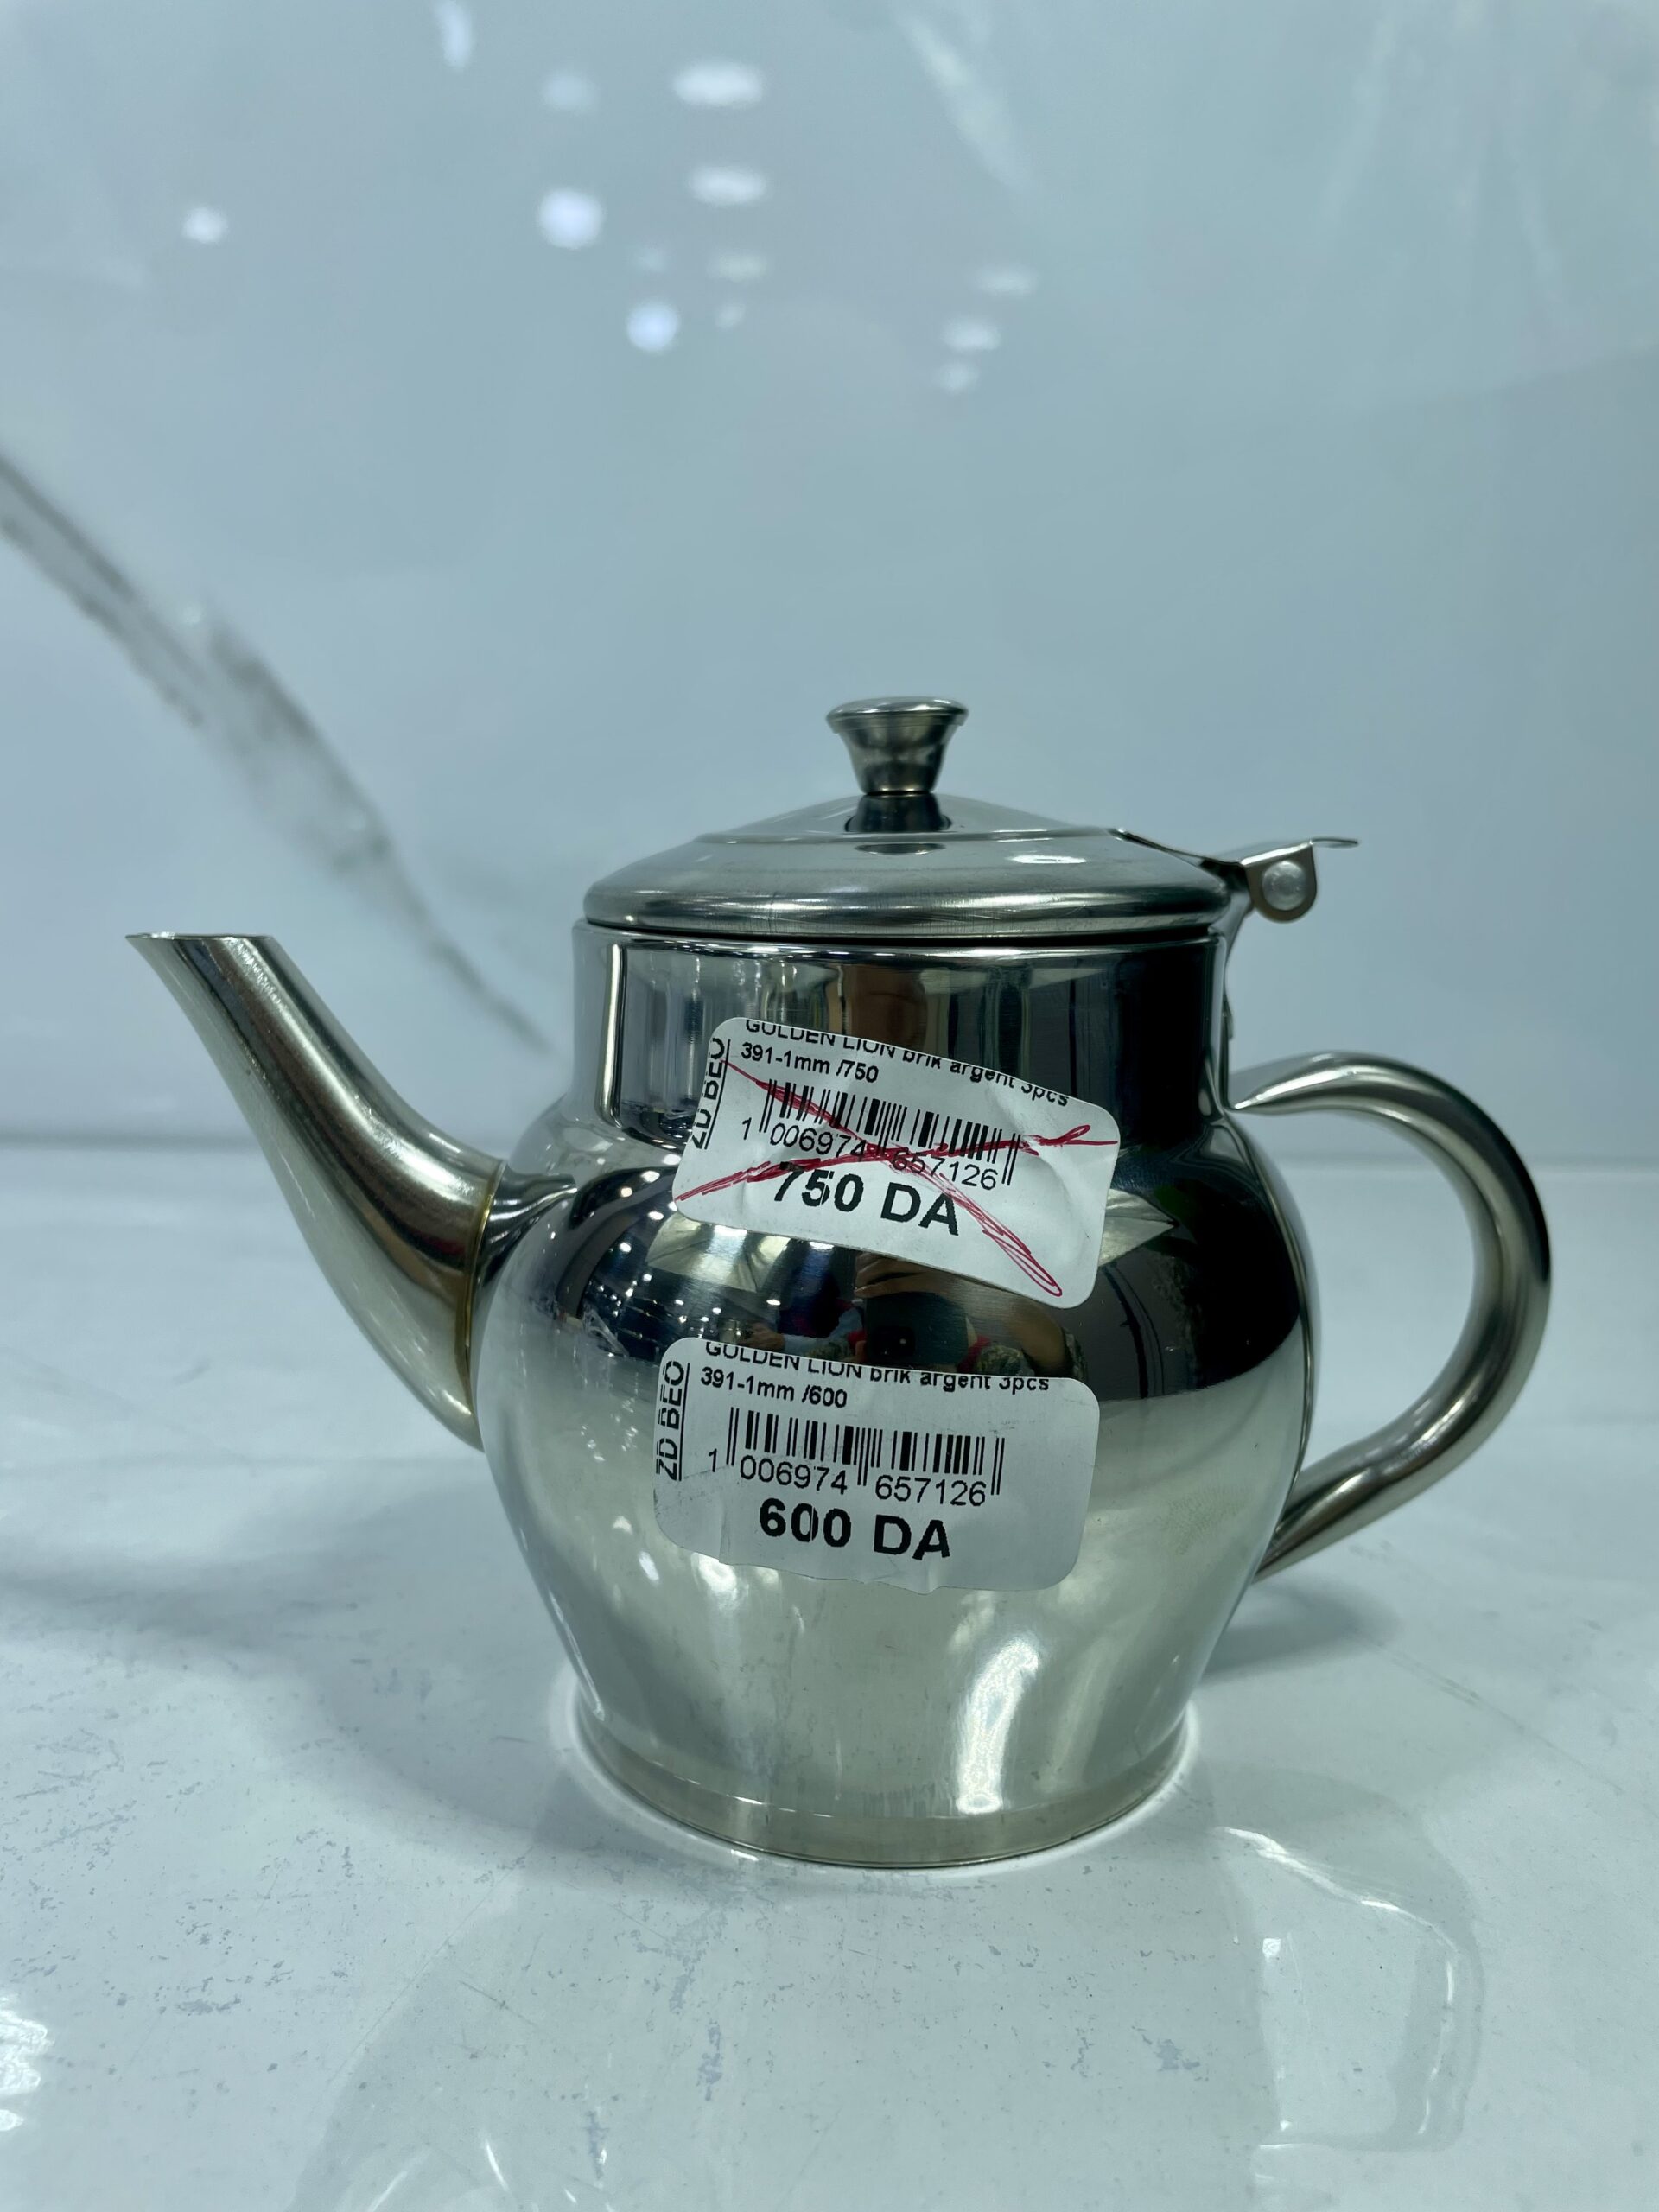 GOLDEN LION brik argent 3pcs
391-1mm /750
ZD BEO
1 006974 657126
750 DA
GOLDEN LION brik argent 3pcs
391-1mm /600
ZD BEO
1 006974 657126
600 DA